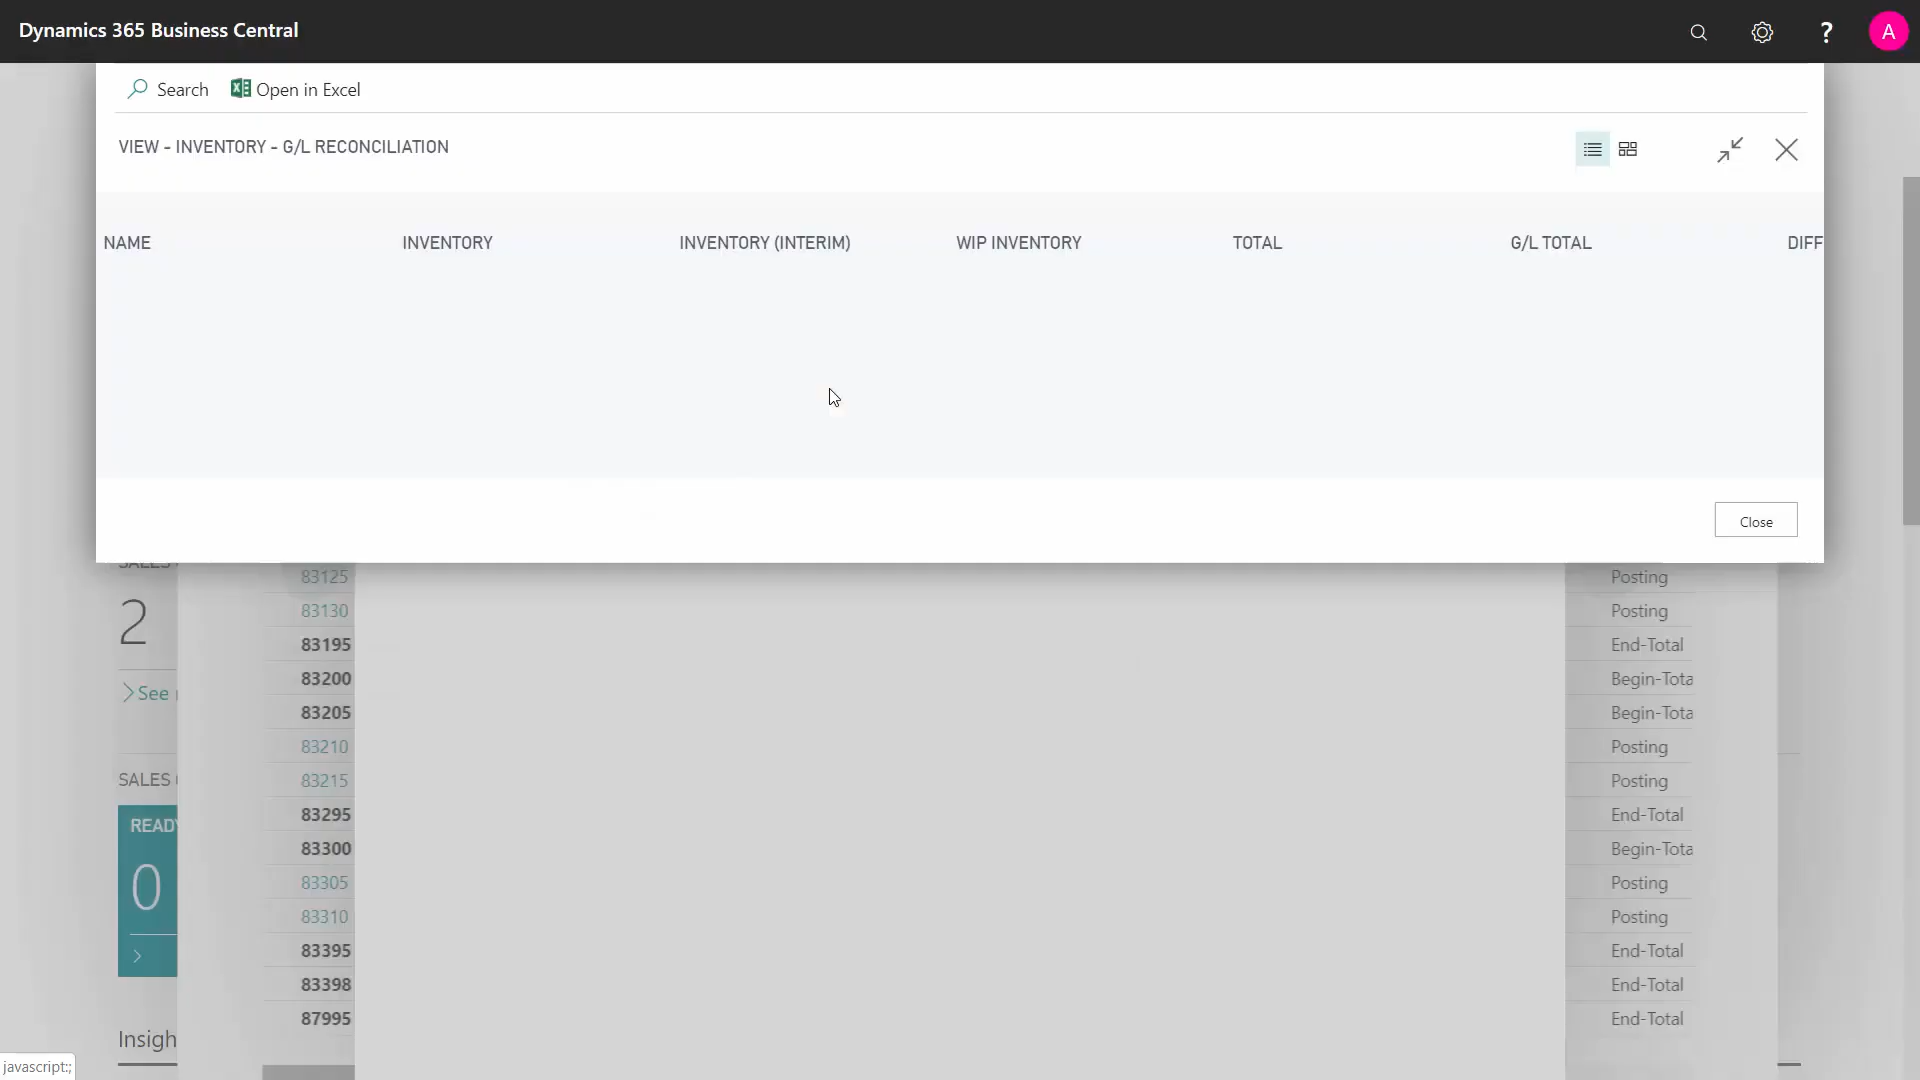 Dynamics 365 Business Central
? A
Search Open in Excel
VIEW - INVENTORY - G/L RECONCILIATION
NAME INVENTORY INVENTORY (INTERIM) WIP INVENTORY TOTAL G/L TOTAL DIFF
Close
SALES
83125 Posting
2 83130 Posting
83195 End-Total
See 83200 Begin-Tota
83205 Begin-Tota
83210 Posting
SALES 83215 Posting
READY 83295 End-Total
83300 Begin-Tota
0 83305 Posting
83310 Posting
83395 End-Total
83398 End-Total
Insigh 87995 End-Total
javascript:;